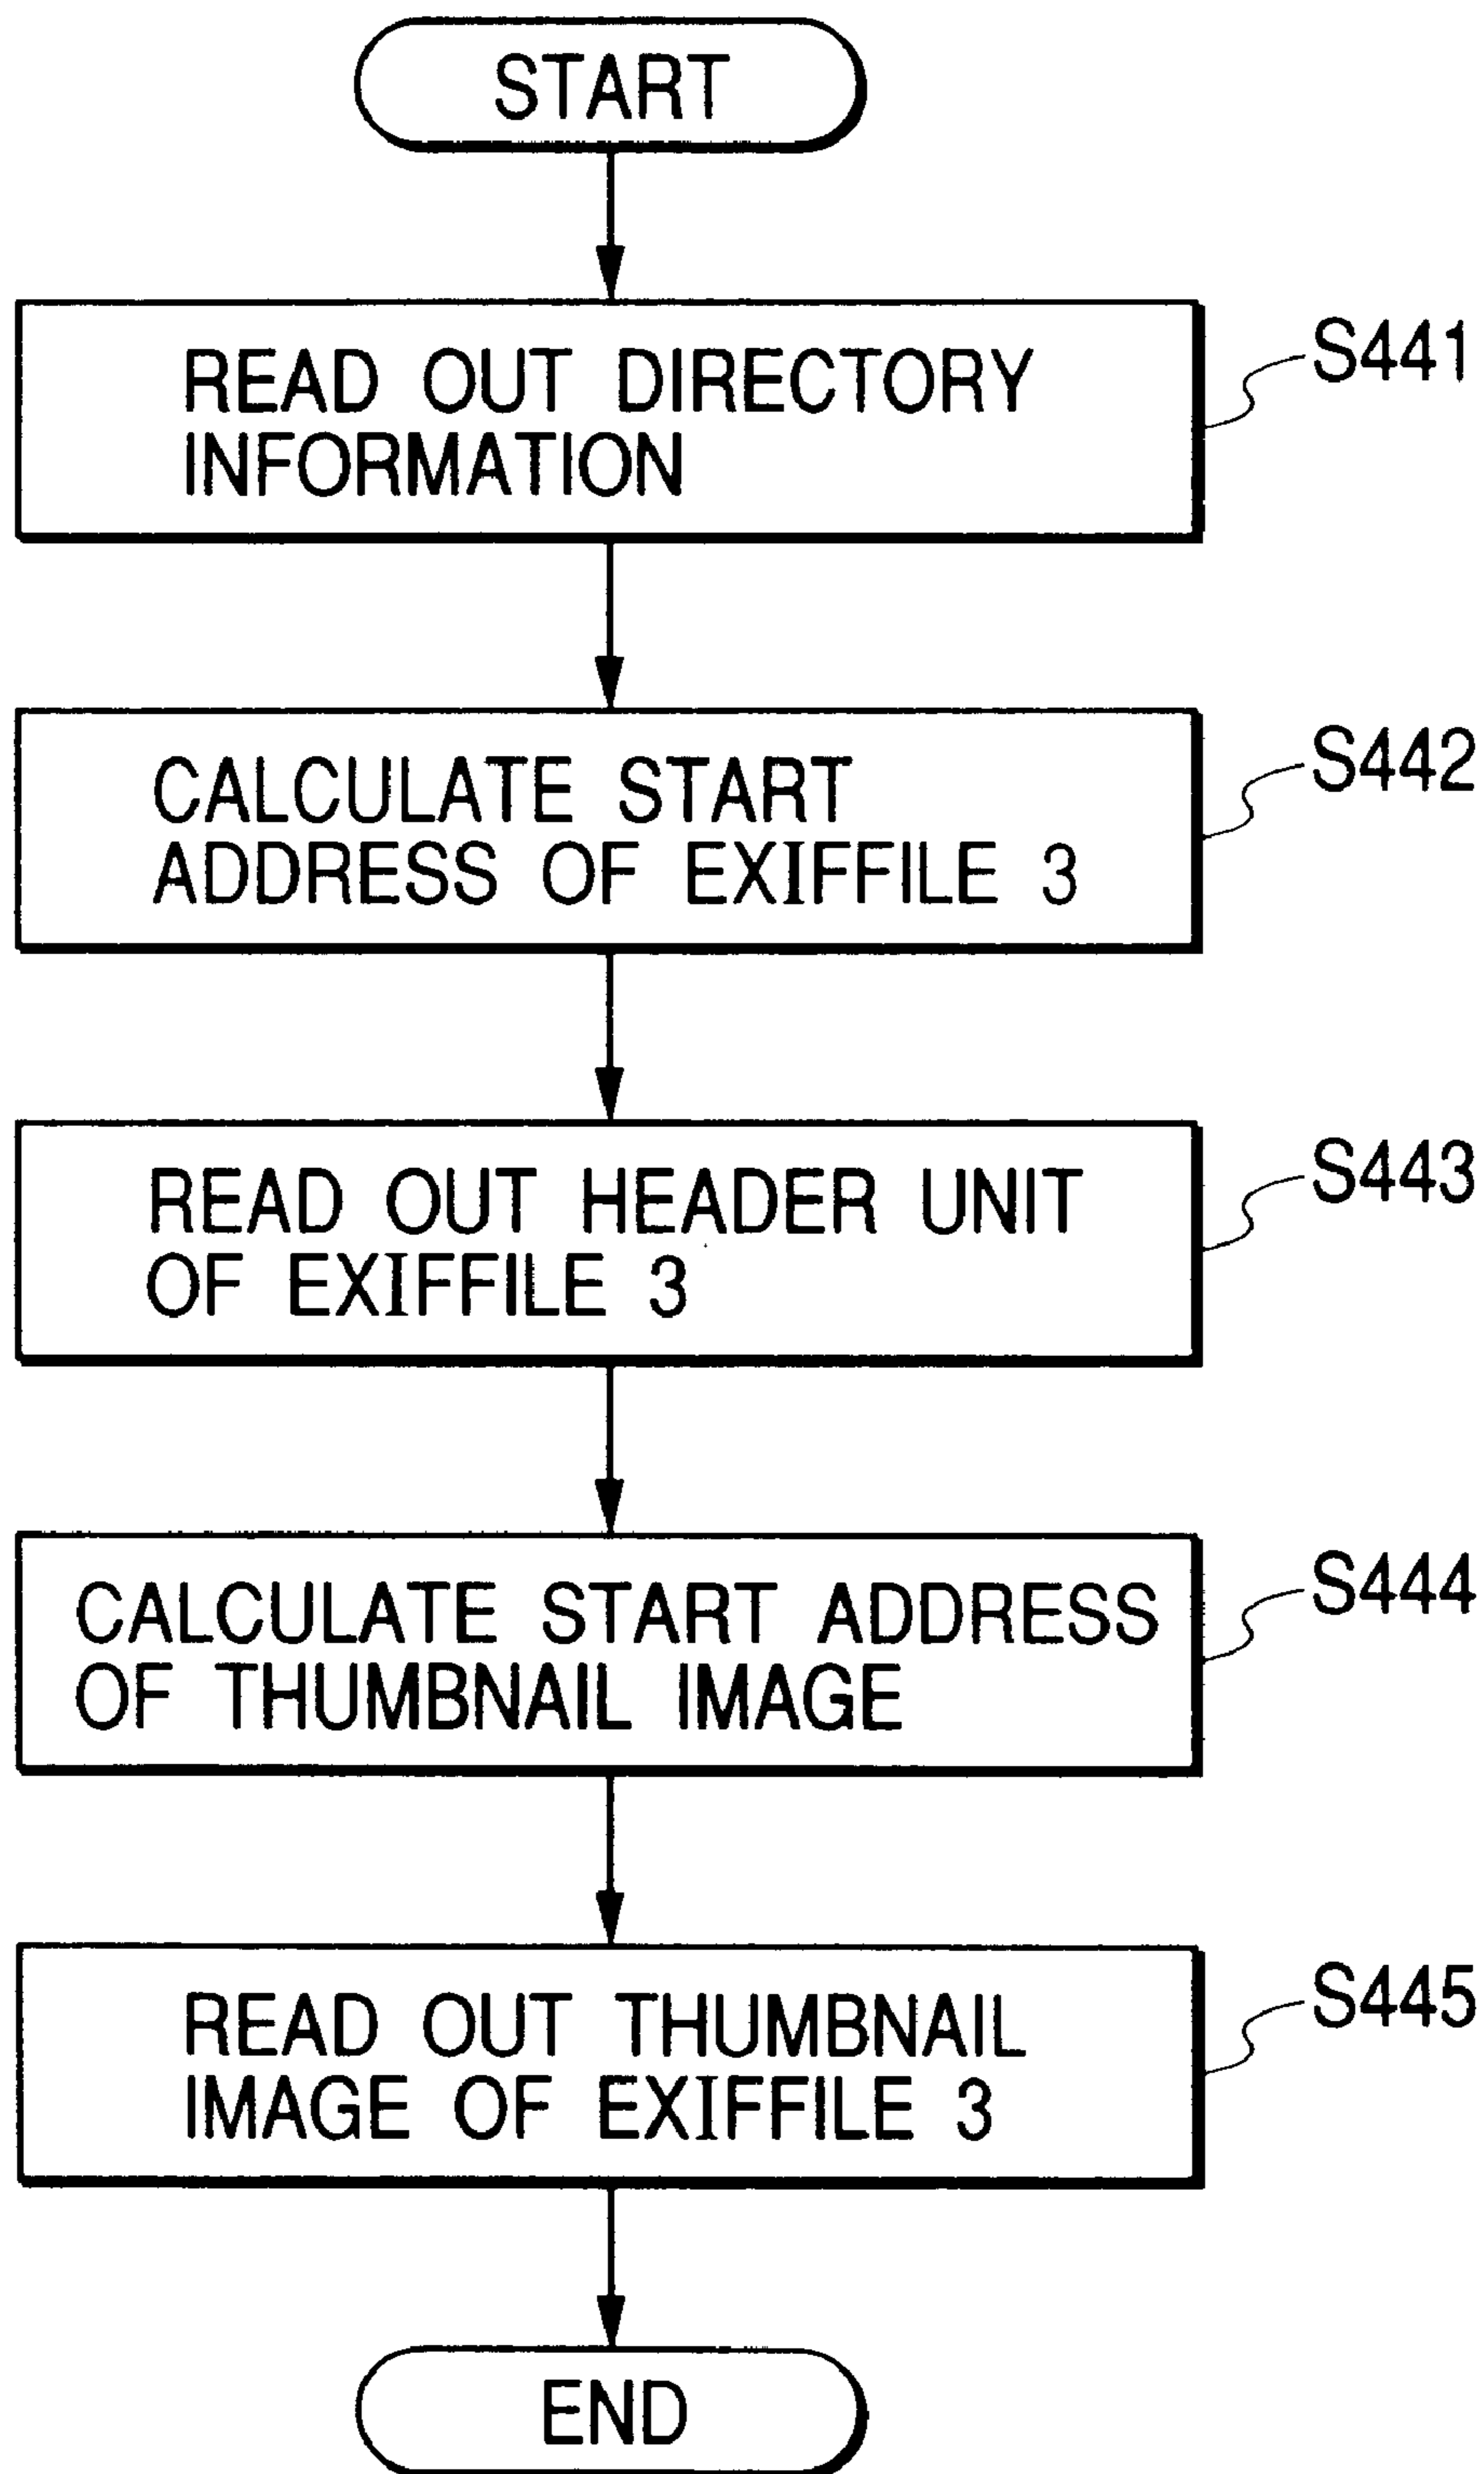 START
READ OUT DIRECTORY
INFORMATION
S441
CALCULATE START
ADDRESS OF EXIFFILE 3
S442
READ OUT HEADER UNIT
OF EXIFFILE 3
S443
CALCULATE START ADDRESS
OF THUMBNAIL IMAGE
S444
READ OUT THUMBNAIL
IMAGE OF EXIFFILE 3
S445
END